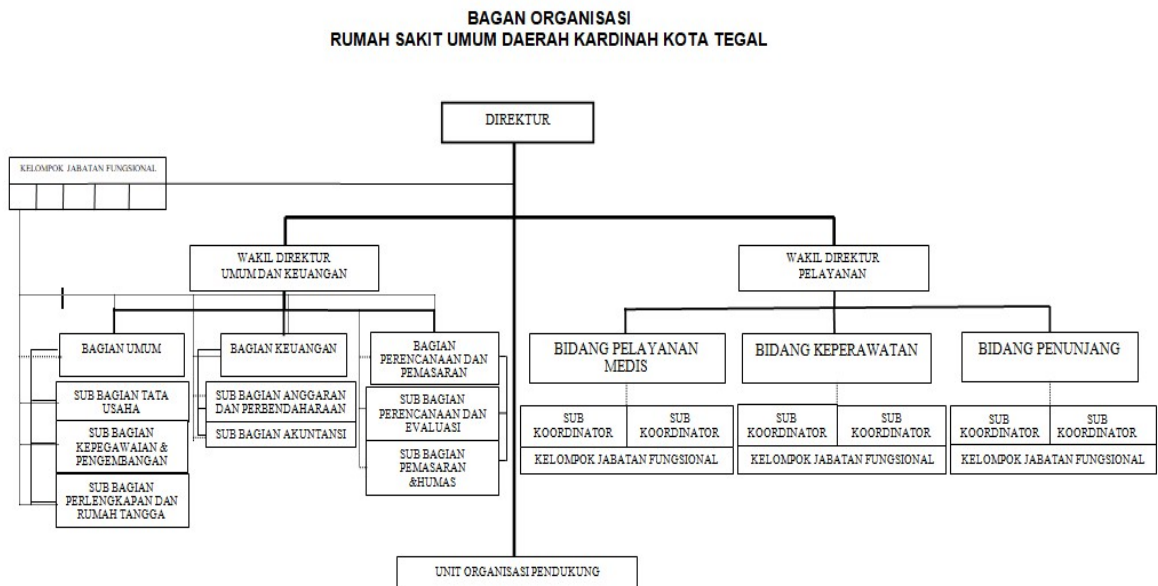 BAGAN ORGANISASI
RUMAH SAKIT UMUM DAERAH KARDINAH KOTA TEGAL
DIREKTUR
KELOMPOK JABATAN FUNGSIONAL
WAKIL DIREKTUR
UMUM DAN KEUANGAN
WAKIL DIREKTUR
PELAYANAN
BAGIAN UMUM
BAGIAN KEUANGAN
BAGIAN
PERENCANAAN DAN
PEMASARAN
BIDANG PELAYANAN
MEDIS
BIDANG KEPERAWATAN
BIDANG PENUNJANG
SUB BAGIAN TATA
USAHA
SUB BAGIAN
KEPEGAWAIAN &
PENGEMBANGAN
SUB BAGIAN
PERLENGKAPAN DAN
RUMAH TANGGA
SUB BAGIAN ANGGARAN
DAN PERBENDAHARAAN
SUB BAGIAN AKUNTANSI
SUB BAGIAN
PERENCANAAN DAN
EVALUASI
SUB BAGIAN
PEMASARAN
&HUMAS
SUB
KOORDINATOR
SUB
KOORDINATOR
KELOMPOK JABATAN FUNGSIONAL
SUB
KOORDINATOR
SUB
KOORDINATOR
KELOMPOK JABATAN FUNGSIONAL
SUB
KOORDINATOR
SUB
KOORDINATOR
KELOMPOK JABATAN FUNGSIONAL
UNIT ORGANISASI PENDUKUNG